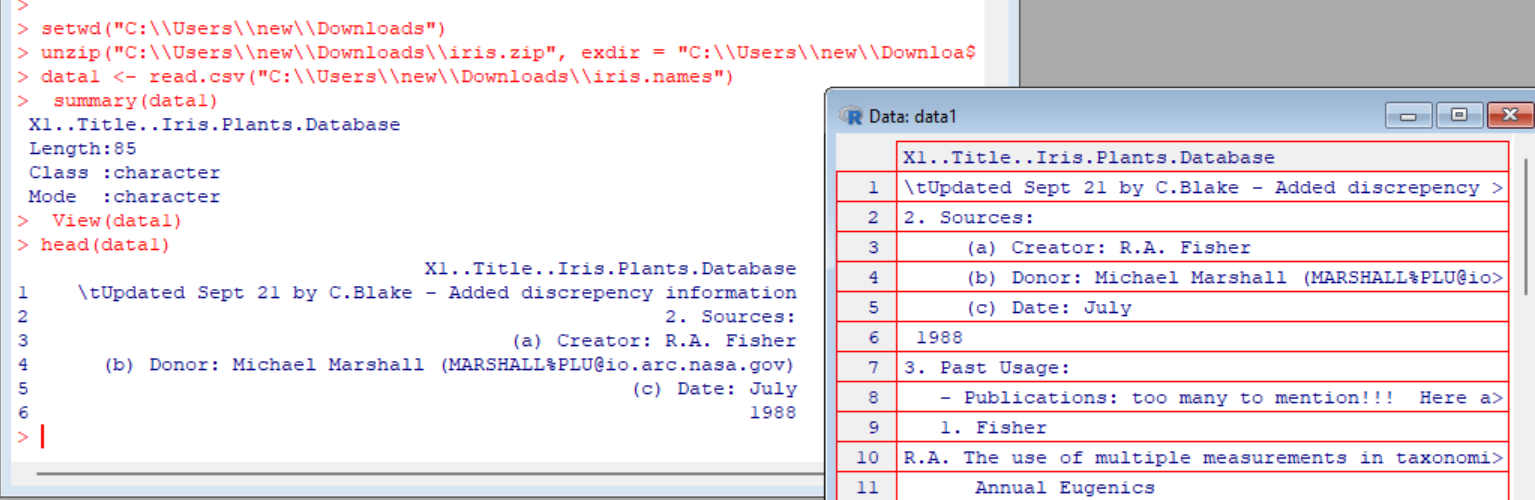 >
> setwd("C:\\Users\\new\\Downloads")
> unzip("C:\\Users\\new\\Downloads\\iris.zip", exdir = "C:\\Users\\new\\Downloa$
> data1 <- read.csv("C:\\Users\\new\\Downloads\\iris.names")
>  summary(data1)
X1..Title..Iris.Plants.Database
Length:85
Class :character
Mode  :character
>  View(data1)
> head(data1)
X1..Title..Iris.Plants.Database
1 \tUpdated Sept 21 by C.Blake - Added discrepency information
2 2. Sources:
3 (a) Creator: R.A. Fisher
4 (b) Donor: Michael Marshall (MARSHALL%PLU@io.arc.nasa.gov)
5 (c) Date: July
6 1988
>
R Data: data1
X1..Title..Iris.Plants.Database
1 \tUpdated Sept 21 by C.Blake - Added discrepency >
2 2. Sources:
3 (a) Creator: R.A. Fisher
4 (b) Donor: Michael Marshall (MARSHALL%PLU@io>
5 (c) Date: July
6 1988
7 3. Past Usage:
8 - Publications: too many to mention!!!  Here a>
9 1. Fisher
10 R.A. The use of multiple measurements in taxonomi>
11 Annual Eugenics